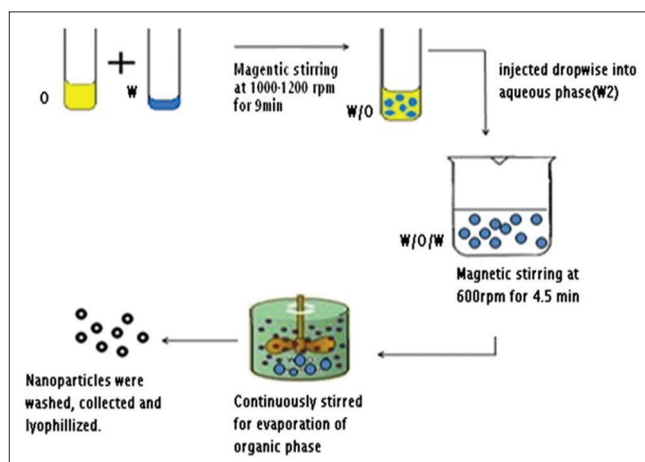 O
W
Magentic stirring
at 1000-1200 rpm
for 9min
W/O
injected dropwise into
aqueous phase(W2)
W/O/W
Magnetic stirring at
600rpm for 4.5 min
Continuously stirred
for evaporation of
organic phase
Nanoparticles were
washed, collected and
lyophillized.